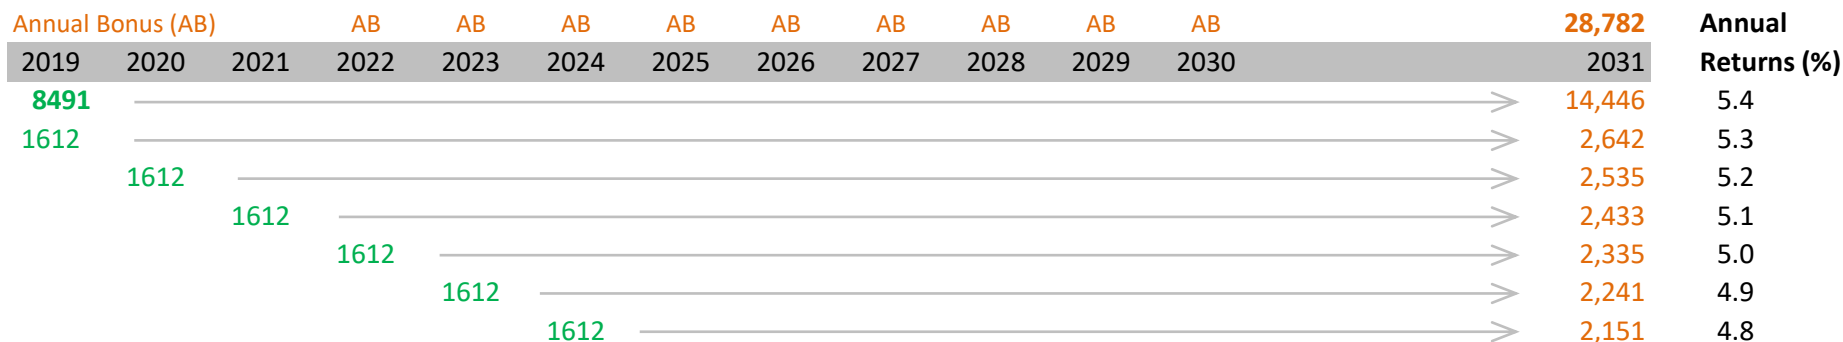 Annual Bonus (AB) AB AB AB AB AB AB AB AB AB 28,782 Annual
2019 2020 2021 2022 2023 2024 2025 2026 2027 2028 2029 2030 2031 Returns (%)
8491 14,446 5.4
1612 2,642 5.3
1612 2,535 5.2
1612 2,433 5.1
1612 2,335 5.0
1612 2,241 4.9
1612 2,151 4.8